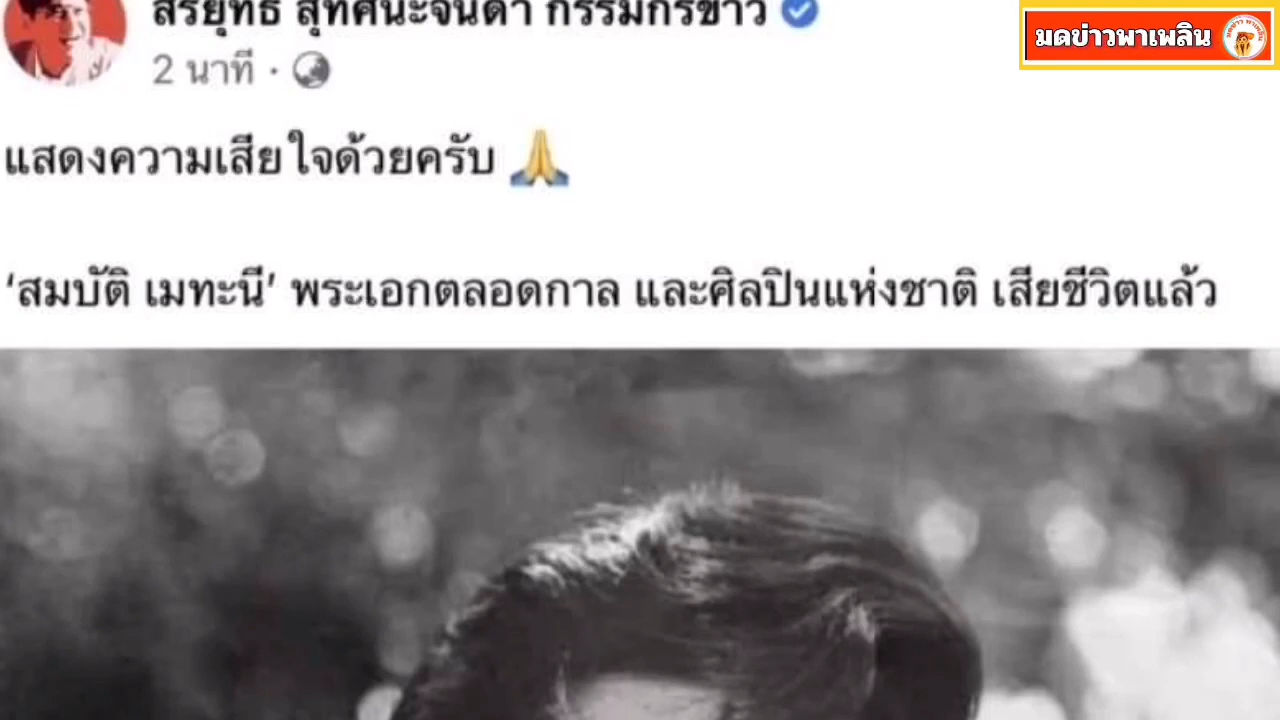 สรยุทธ สุทัศนะจินดา กรรมกรข่าว
มดข่าวพาเพลิน
2 นาที ·
แสดงความเสียใจด้วยครับ 🙏
‘สมบัติ เมทะนี’ พระเอกตลอดกาล และศิลปินแห่งชาติ เสียชีวิตแล้ว